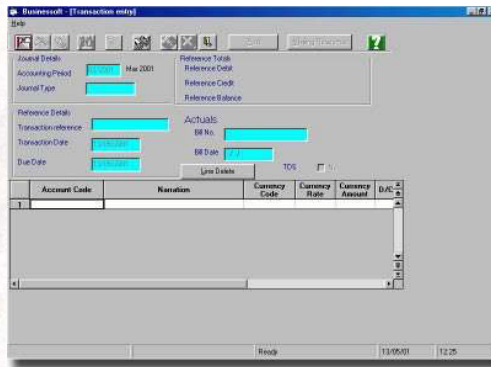 Businessoft - [Transaction entry]
Help
Journal Details
Accounting Period
Mar 2001
Journal Type
Reference Totals
Reference Debit
Reference Credit
Reference Balance
Reference Details
Transaction reference
Transaction Date
Due Date
Actuals
Bill No.
Bill Date / /
Line Delete
TDS
Account Code Narration Currency Code Currency Rate Currency Amount D/C
1
Ready 13/05/01 12:25